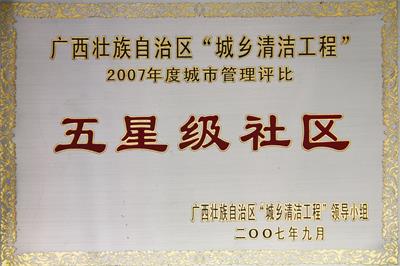 广西壮族自治区“城乡清洁工程”
2007年度城市管理评比
五星级社区
广西壮族自治区“城乡清洁工程”领导小组
二〇〇七年九月